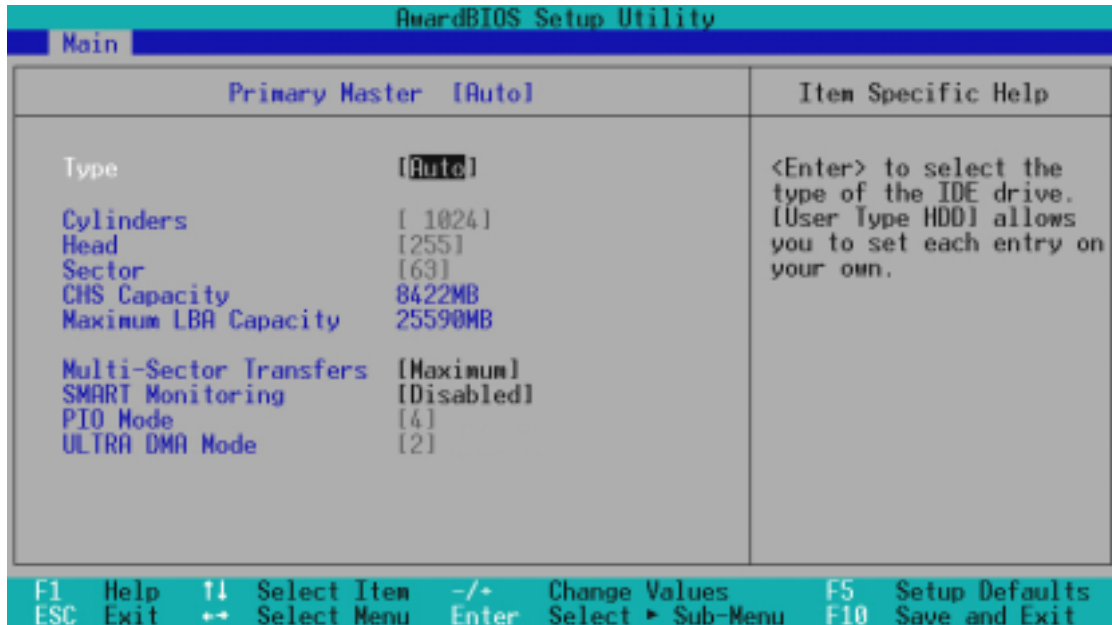 AwardBIOS Setup Utility
Main
Primary Master [Auto]
Item Specific Help
Type [Auto]
Cylinders [ 1024]
Head [255]
Sector [63]
CHS Capacity 8422MB
Maximum LBA Capacity 25590MB
Multi-Sector Transfers [Maximum]
SMART Monitoring [Disabled]
PIO Mode [4]
ULTRA DMA Mode [2]
<Enter> to select the
type of the IDE drive.
[User Type HDD] allows
you to set each entry on
your own.
F1 Help ↑↓ Select Item -/+ Change Values F5 Setup Defaults
ESC Exit ←→ Select Menu Enter Select ► Sub-Menu F10 Save and Exit